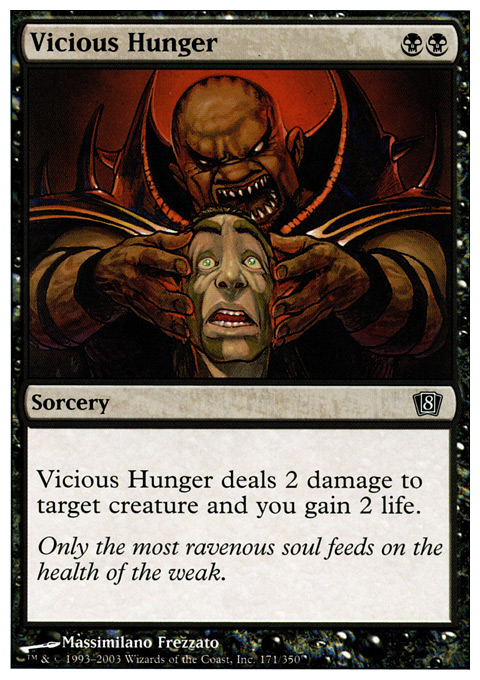 Vicious Hunger
Sorcery
8
Vicious Hunger deals 2 damage to
target creature and you gain 2 life.
Only the most ravenous soul feeds on the
health of the weak.
Massimiliano Frezzato
™ & © 1993–2003 Wizards of the Coast, Inc. 171/350